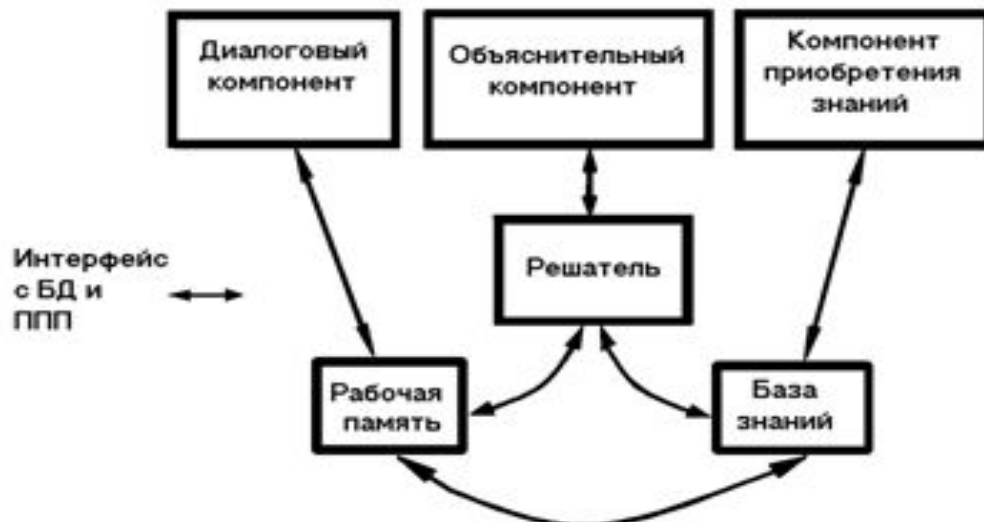 Диалоговый
компонент
Объяснительный
компонент
Компонент
приобретения
знаний
Решатель
Интерфейс
с БД и
ППП
Рабочая
память
База
знаний